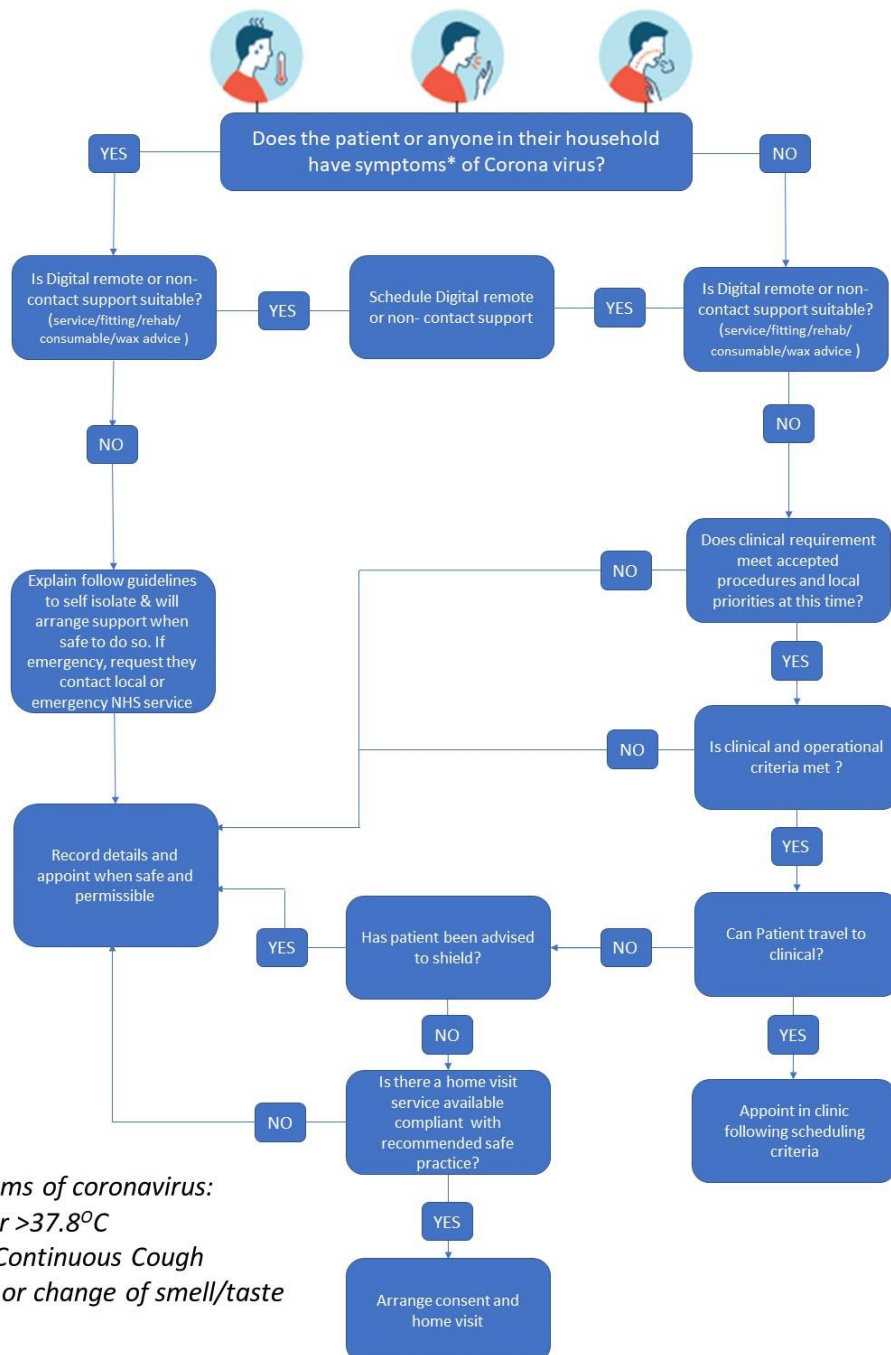 Does the patient or anyone in their household
have symptoms* of Corona virus?
YES
NO
Is Digital remote or non-
contact support suitable?
(service/fitting/rehab/
consumable/wax advice )
YES
Schedule Digital remote
or non- contact support
YES
Is Digital remote or non-
contact support suitable?
(service/fitting/rehab/
consumable/wax advice )
NO
NO
Explain follow guidelines
to self isolate & will
arrange support when
safe to do so. If
emergency, request they
contact local or
emergency NHS service
NO
Does clinical requirement
meet accepted
procedures and local
priorities at this time?
YES
NO
Is clinical and operational
criteria met ?
YES
Record details and
appoint when safe and
permissible
YES
Has patient been advised
to shield?
NO
Can Patient travel to
clinical?
NO
YES
NO
Is there a home visit
service available
compliant with
recommended safe
practice?
Appoint in clinic
following scheduling
criteria
YES
Arrange consent and
home visit
of coronavirus:
>37.8⁰C
Continuous Cough
or change of smell/taste